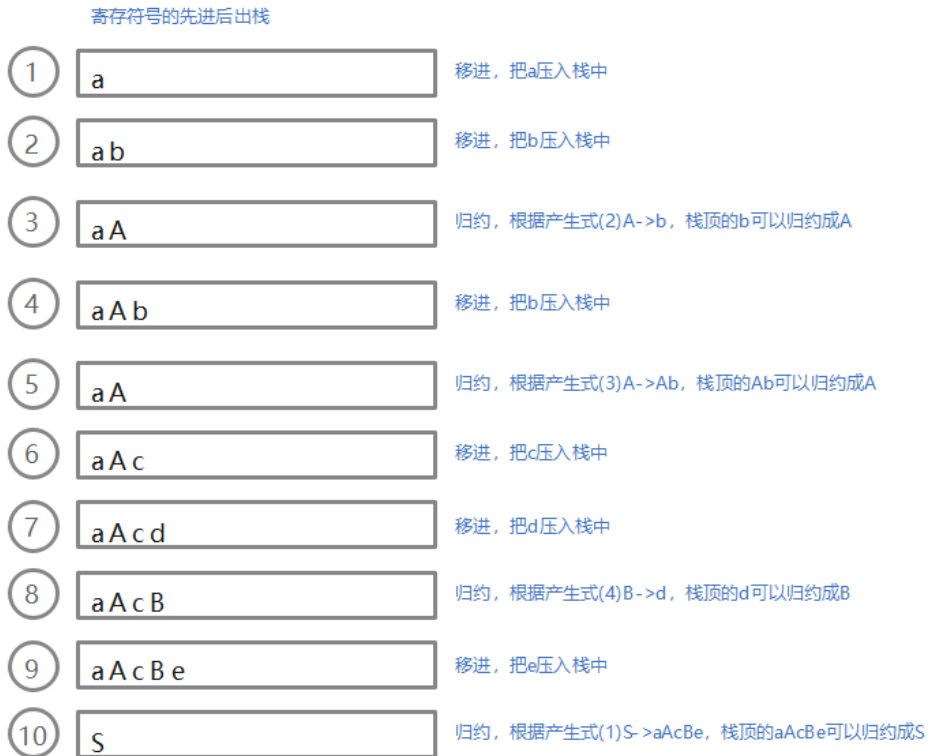 寄存符号的先进后出栈
1 a 移进，把a压入栈中
2 a b 移进，把b压入栈中
3 a A 归约，根据产生式(2)A->b，栈顶的b可以归约成A
4 a A b 移进，把b压入栈中
5 a A 归约，根据产生式(3)A->Ab，栈顶的Ab可以归约成A
6 a A c 移进，把c压入栈中
7 a A c d 移进，把d压入栈中
8 a A c B 归约，根据产生式(4)B->d，栈顶的d可以归约成B
9 a A c B e 移进，把e压入栈中
10 S 归约，根据产生式(1)S->aAcBe，栈顶的aAcBe可以归约成S